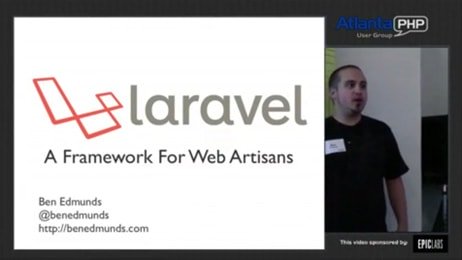 laravel
A Framework For Web Artisans
Ben Edmunds
@benedmunds
http://benedmunds.com
Atlanta PHP
User Group
This video sponsored by: EPICLABS